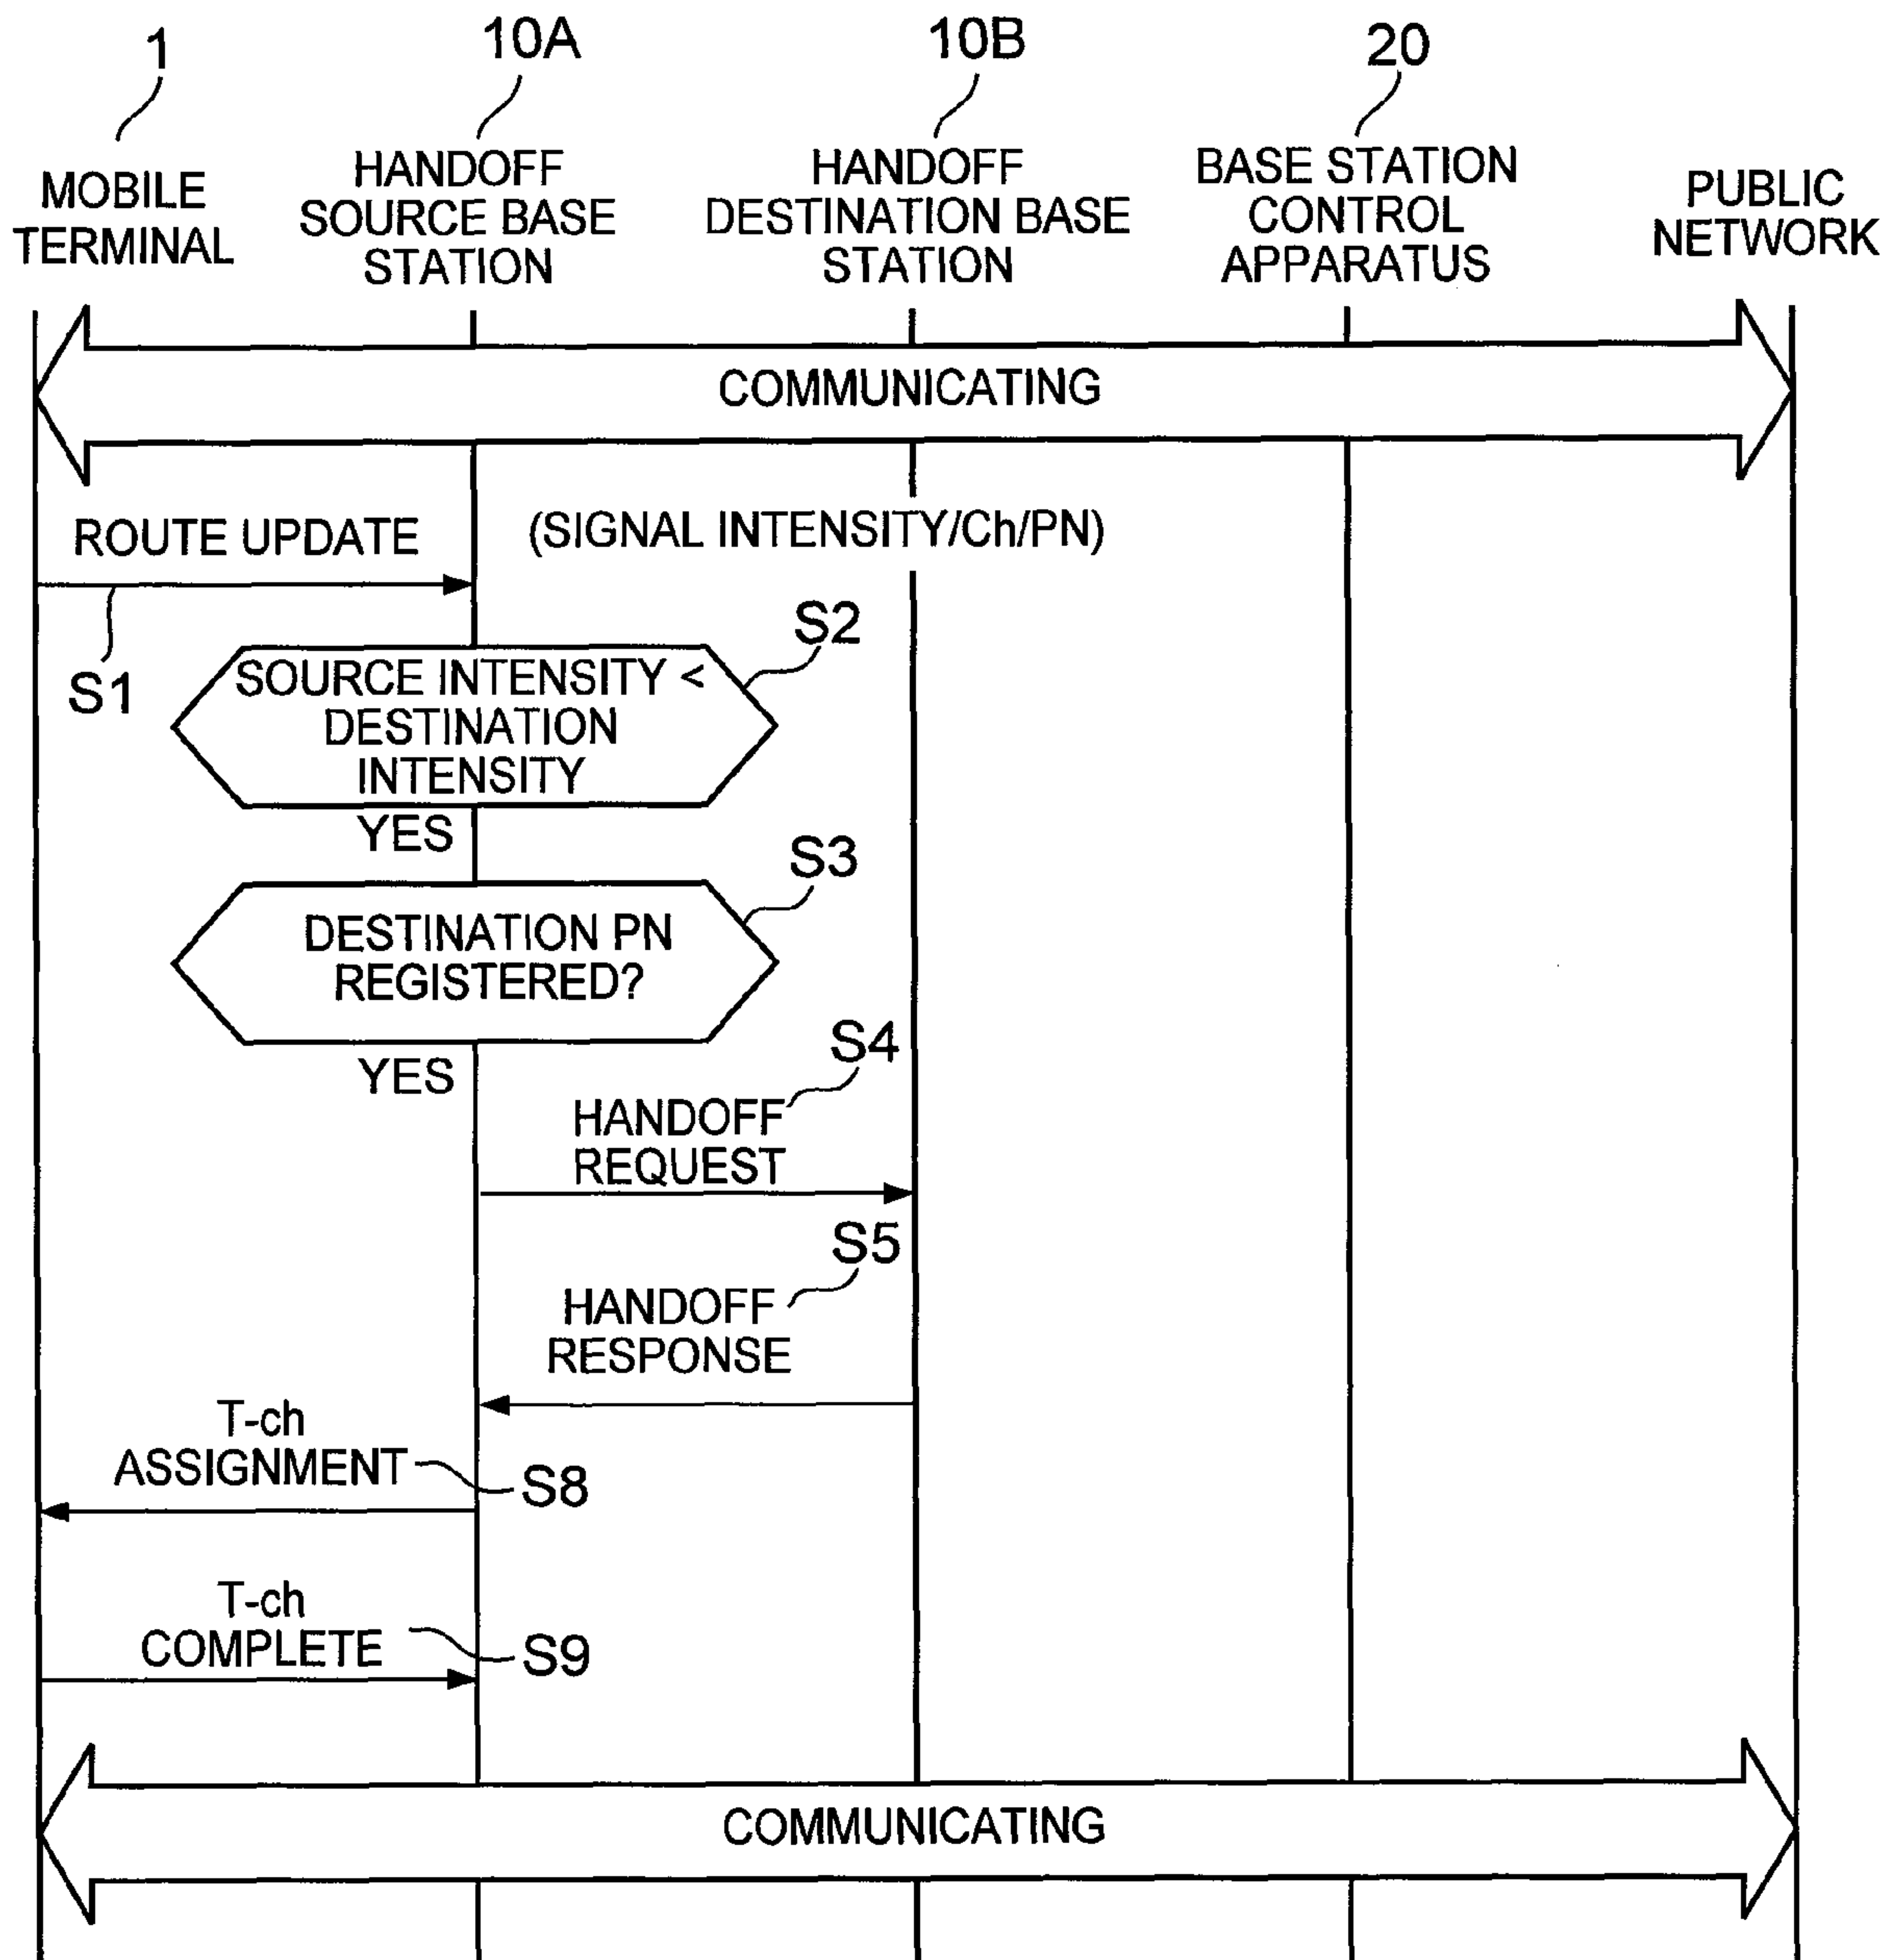 1
10A
10B
20
MOBILE
TERMINAL
HANDOFF
SOURCE BASE
STATION
HANDOFF
DESTINATION BASE
STATION
BASE STATION
CONTROL
APPARATUS
PUBLIC
NETWORK
COMMUNICATING
ROUTE UPDATE
(SIGNAL INTENSITY/Ch/PN)
S1
S2
SOURCE INTENSITY <
DESTINATION
INTENSITY
YES
S3
DESTINATION PN
REGISTERED?
YES
S4
HANDOFF
REQUEST
S5
HANDOFF
RESPONSE
T-ch
ASSIGNMENT
S8
T-ch
COMPLETE
S9
COMMUNICATING